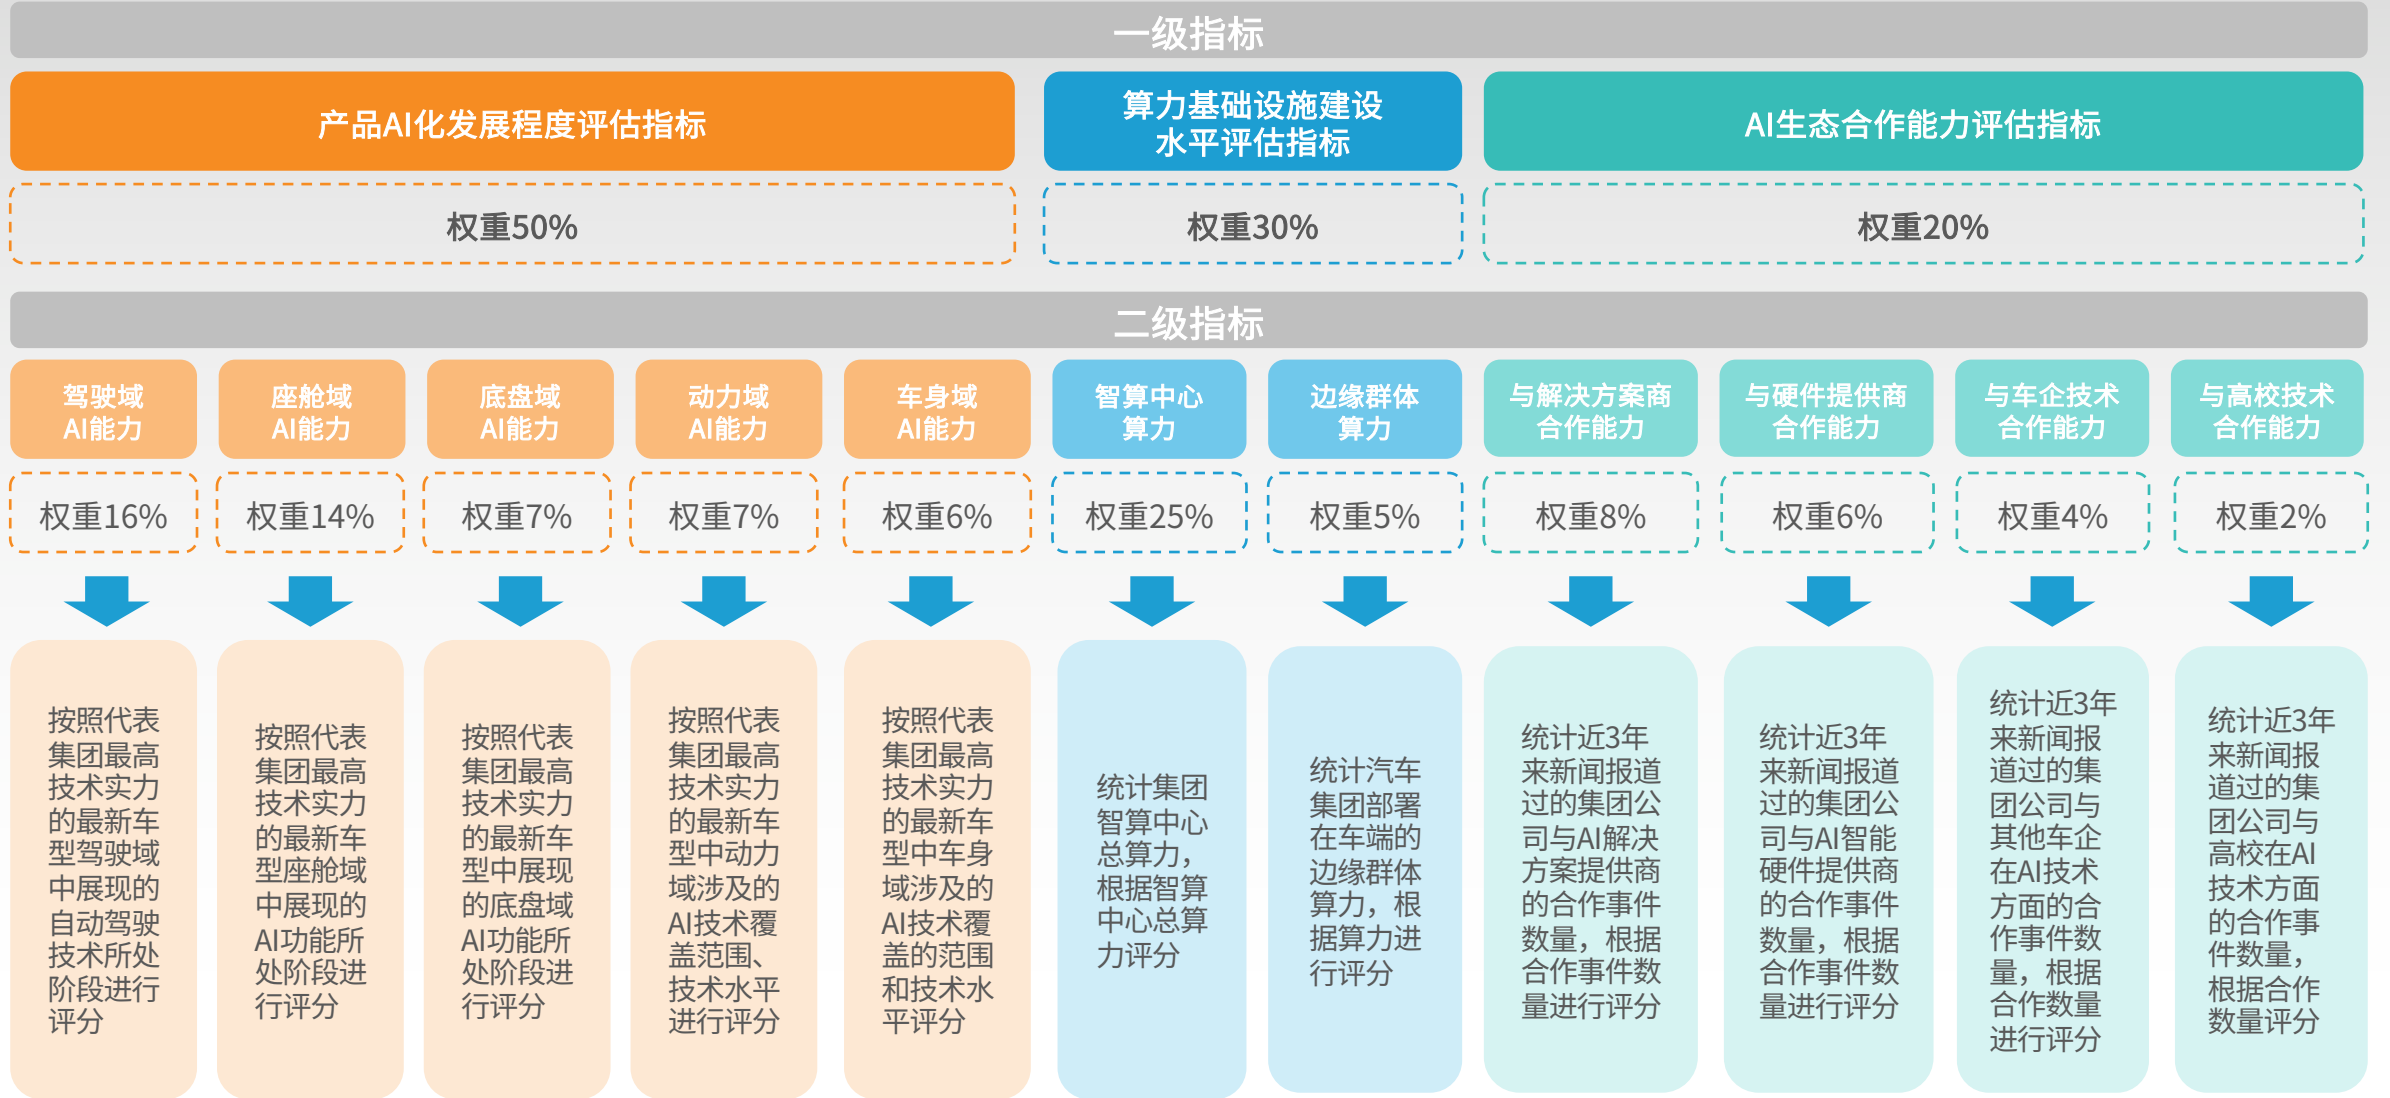 一级指标
产品AI化发展程度评估指标
算力基础设施建设
水平评估指标
AI生态合作能力评估指标
权重50%
权重30%
权重20%
二级指标
驾驶域
AI能力
座舱域
AI能力
底盘域
AI能力
动力域
AI能力
车身域
AI能力
智算中心
算力
边缘群体
算力
与解决方案商
合作能力
与硬件提供商
合作能力
与车企技术
合作能力
与高校技术
合作能力
权重16%
权重14%
权重7%
权重7%
权重6%
权重25%
权重5%
权重8%
权重6%
权重4%
权重2%
按照代表
集团最高
技术实力
的最新车
型驾驶域
中展现的
自动驾驶
技术所处
阶段进行
评分
按照代表
集团最高
技术实力
的最新车
型座舱域
中展现的
AI功能所
处阶段进
行评分
按照代表
集团最高
技术实力
的最新车
型中展现
的底盘域
AI功能所
处阶段进
行评分
按照代表
集团最高
技术实力
的最新车
型中动力
域涉及的
AI技术覆
盖范围、
技术水平
进行评分
按照代表
集团最高
技术实力
的最新车
型中车身
域涉及的
AI技术覆
盖的范围
和技术水
平评分
统计集团
智算中心
总算力，
根据智算
中心总算
力评分
统计汽车
集团部署
在车端的
边缘群体
算力，根
据算力进
行评分
统计近3年
来新闻报道
过的集团公
司与AI解决
方案提供商
的合作事件
数量，根据
合作事件数
量进行评分
统计近3年
来新闻报道
过的集团公
司与AI智能
硬件提供商
的合作事件
数量，根据
合作事件数
量进行评分
统计近3年
来新闻报
道过的集
团公司与
其他车企
在AI技术
方面的合
作事件数
量，根据
合作数量
进行评分
统计近3年
来新闻报
道过的集
团公司与
高校在AI
技术方面
的合作事
件数量，
根据合作
数量评分